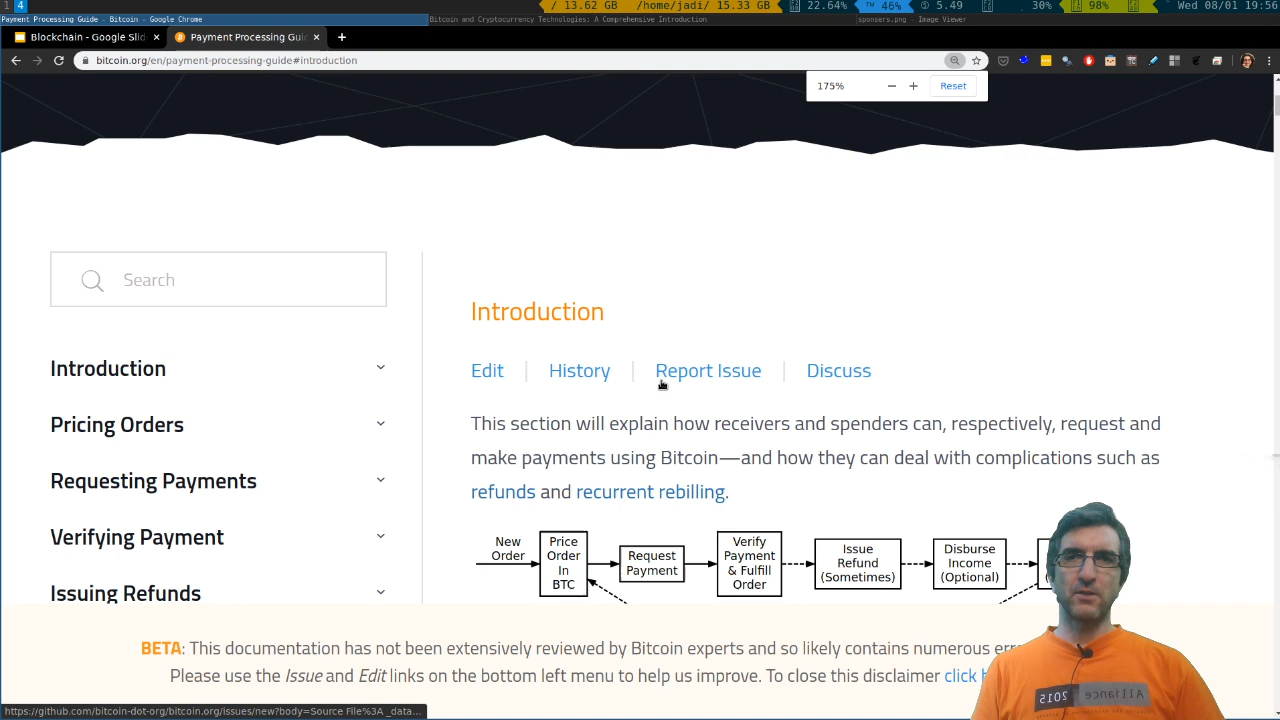 1 4 / 13.62 GB /home/jadi/ 15.33 GB 22.64% ™ 46% 5.49 30% 98% Wed 08/01 19:56
Payment Processing Guide - Bitcoin - Google Chrome Bitcoin and Cryptocurrency Technologies: A Comprehensive Introduction sponsers.png - Image Viewer
Blockchain - Google Slid Payment Processing Gui
bitcoin.org/en/payment-processing-guide#introduction
175% Reset
Search
Introduction
Pricing Orders
Requesting Payments
Verifying Payment
Issuing Refunds
Introduction
Edit History Report Issue Discuss
This section will explain how receivers and spenders can, respectively, request and
make payments using Bitcoin—and how they can deal with complications such as
refunds and recurrent rebilling.
New
Order
Price
Order
In
BTC
Request
Payment
Verify
Payment
& Fulfill
Order
Issue
Refund
(Sometimes)
Disburse
Income
(Optional)
BETA: This documentation has not been extensively reviewed by Bitcoin experts and so likely contains numerous
Please use the Issue and Edit links on the bottom left menu to help us improve. To close this disclaimer click
https://github.com/bitcoin-dot-org/bitcoin.org/issues/new?body=Source File%3A _data...
Alliance
2015